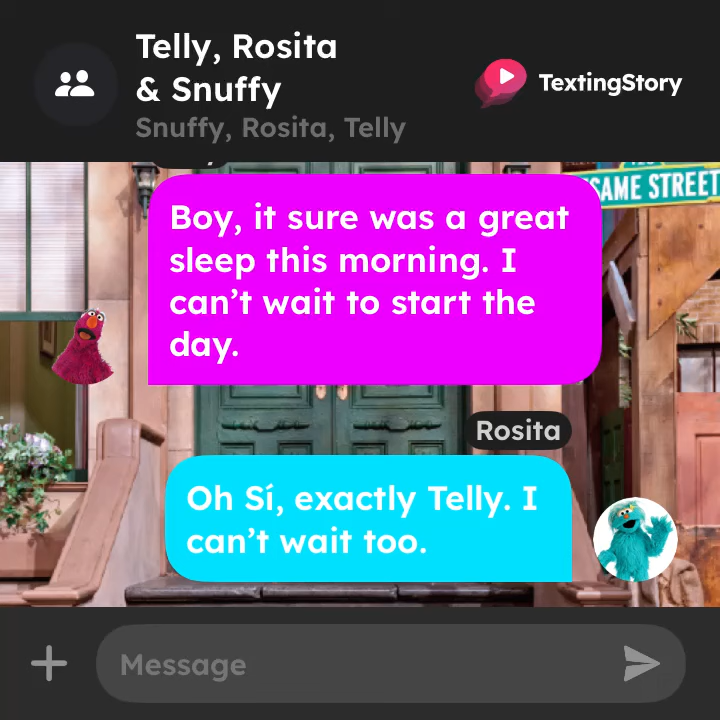 Telly, Rosita
& Snuffy
Snuffy, Rosita, Telly
TextingStory
SAME STREET
Boy, it sure was a great
sleep this morning. I
can’t wait to start the
day.
Rosita
Oh Sí, exactly Telly. I
can’t wait too.
Message